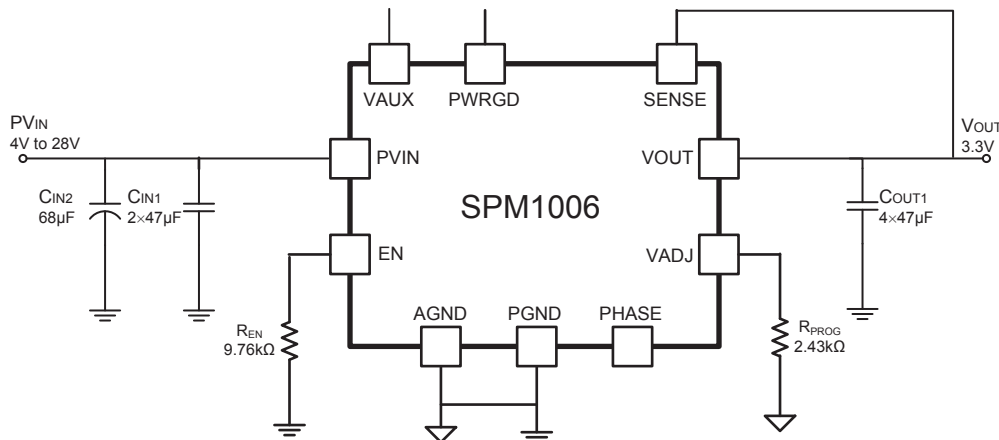 VAUX
PWRGD
SENSE
PVIN
4V to 28V
PVIN
VOUT
VOUT
3.3V
CIN2
68µF
CIN1
2×47µF
SPM1006
COUT1
4×47µF
EN
VADJ
REN
9.76kΩ
AGND
PGND
PHASE
RPROG
2.43kΩ